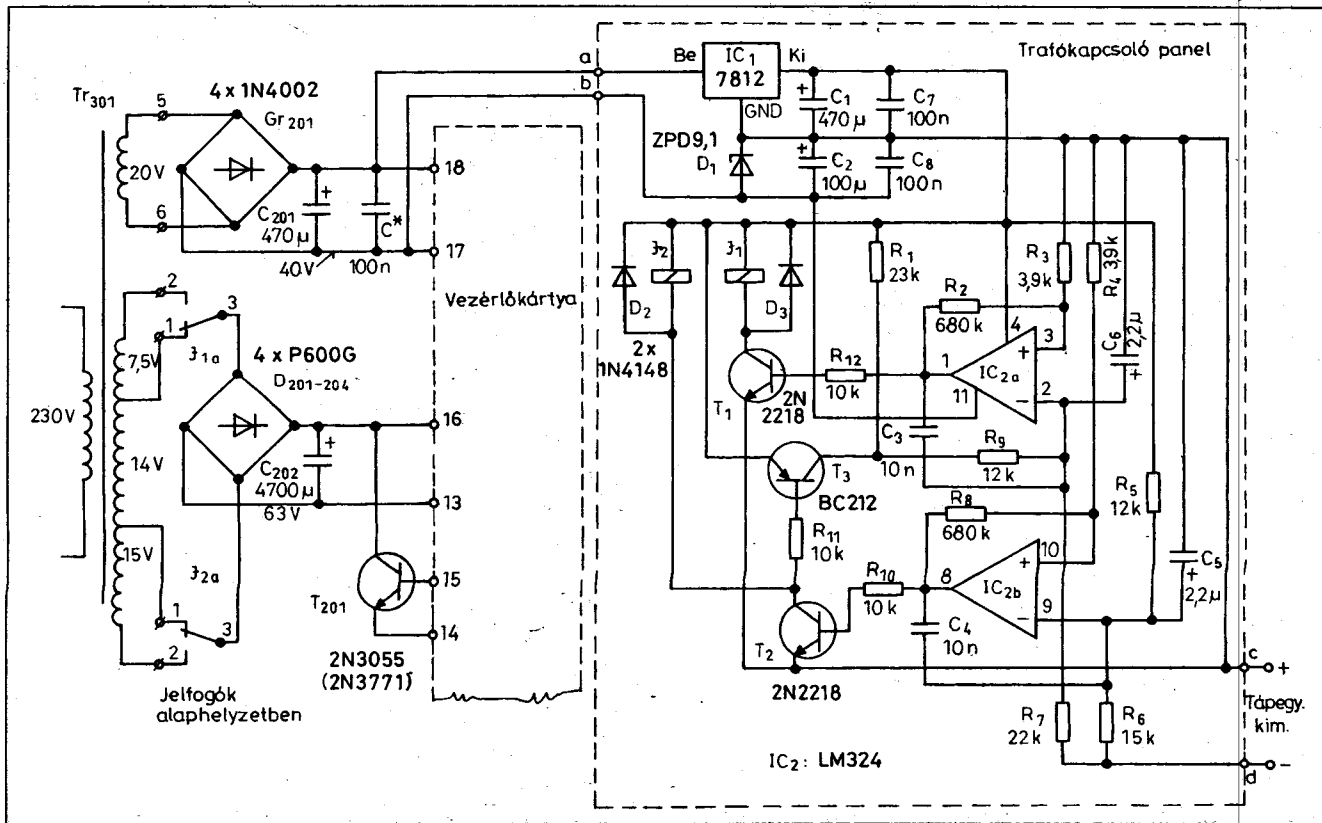 Trafókapcsoló panel
a
b
Be
IC1
7812
Ki
GND
C1
470µ
C7
100n
ZPD9,1
D1
C2
100µ
C8
100n
Tr301
5
4 x 1N4002
Gr201
20V
6
C201
470µ
C*
100n
40V
18
17
Vezérlőkártya
2
3
1
7,5V
J1a
4 x P600G
D201-204
230V
14V
C202
4700µ
63V
16
13
15V
J2a
1
3
2
T201
15
14
2N3055
(2N3771)
Jelfogók
alaphelyzetben
J2
J1
D2
D3
2x
1N4148
R1
23k
R2
680k
R3
3,9k
R4
3,9k
C6
2,2µ
4
3
1
IC2a
11
2
R12
10k
T1
2N
2218
C3
10n
R9
12k
T3
BC212
R8
680k
R5
12k
R11
10k
R10
10k
8
10
IC2b
9
C5
2,2µ
C4
10n
T2
2N2218
c
+
Tápegy.
kim.
R7
22k
R6
15k
d
-
IC2: LM324